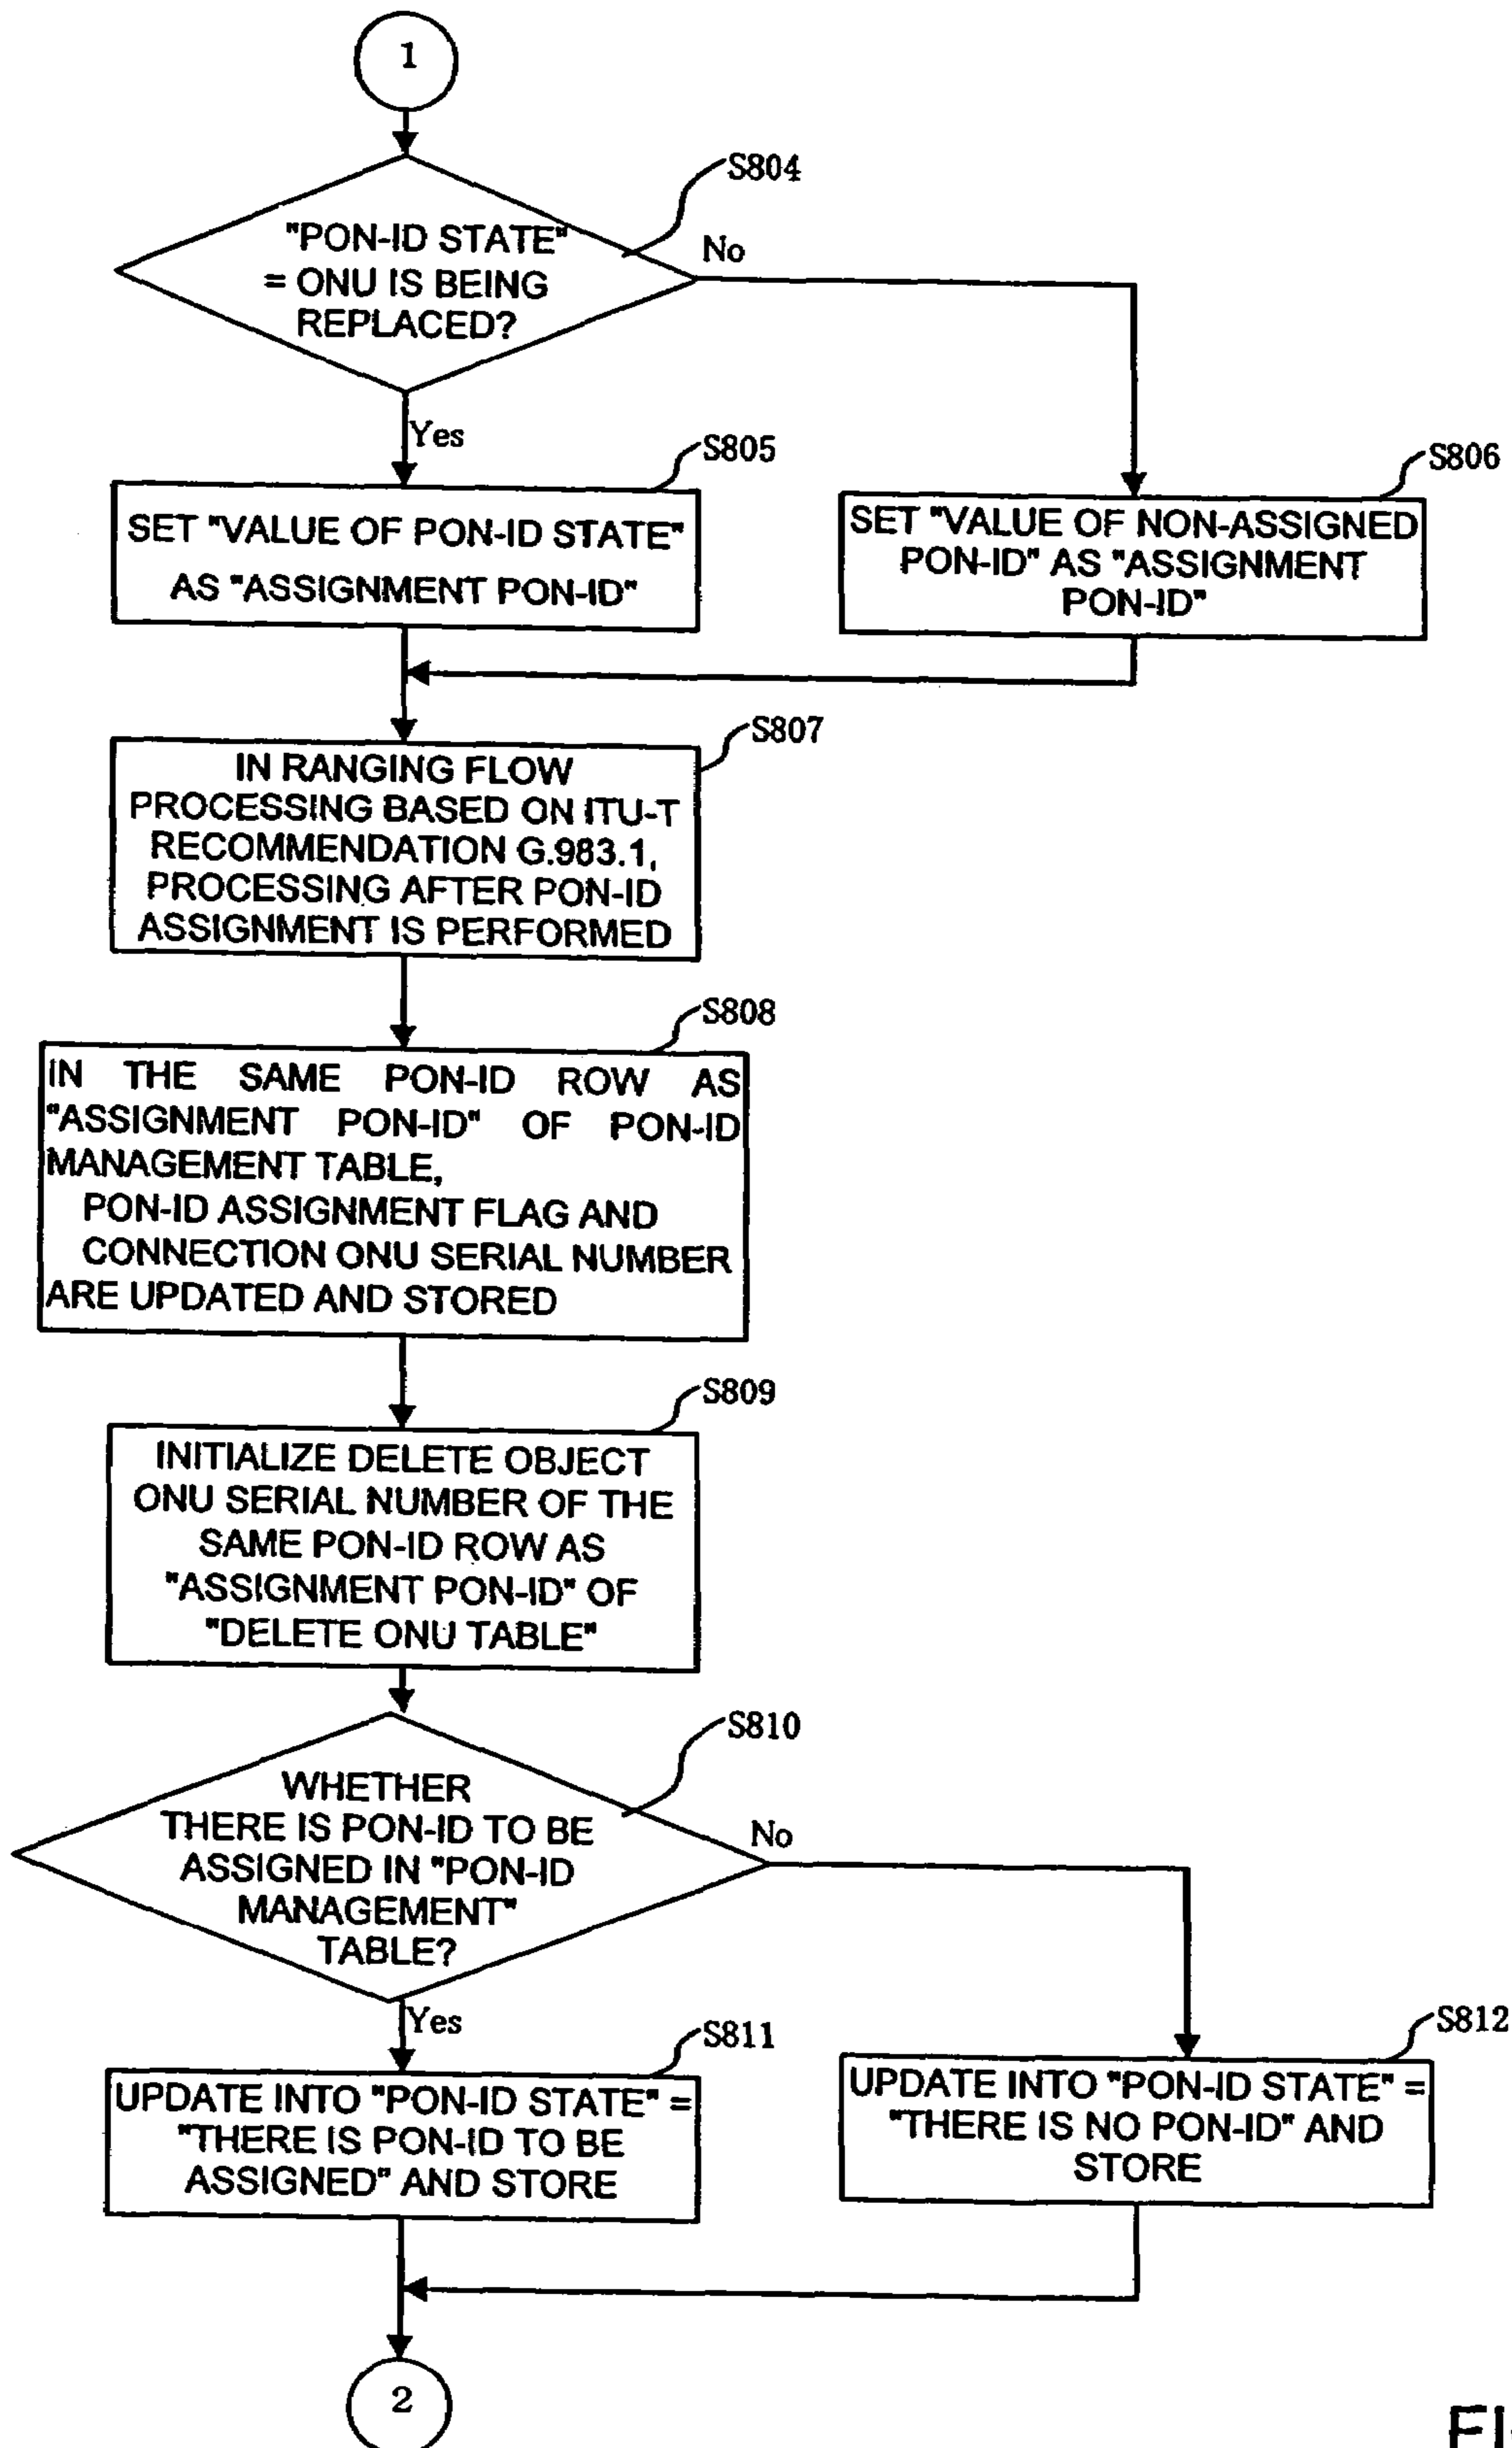 1
S804
"PON-ID STATE"
= ONU IS BEING
REPLACED?
No
Yes
S805
SET "VALUE OF PON-ID STATE"
AS "ASSIGNMENT PON-ID"
S806
SET "VALUE OF NON-ASSIGNED
PON-ID" AS "ASSIGNMENT
PON-ID"
S807
IN RANGING FLOW
PROCESSING BASED ON ITU-T
RECOMMENDATION G.983.1,
PROCESSING AFTER PON-ID
ASSIGNMENT IS PERFORMED
S808
IN THE SAME PON-ID ROW AS
"ASSIGNMENT PON-ID" OF PON-ID
MANAGEMENT TABLE,
PON-ID ASSIGNMENT FLAG AND
CONNECTION ONU SERIAL NUMBER
ARE UPDATED AND STORED
S809
INITIALIZE DELETE OBJECT
ONU SERIAL NUMBER OF THE
SAME PON-ID ROW AS
"ASSIGNMENT PON-ID" OF
"DELETE ONU TABLE"
S810
WHETHER
THERE IS PON-ID TO BE
ASSIGNED IN "PON-ID
MANAGEMENT"
TABLE?
No
Yes
S811
UPDATE INTO "PON-ID STATE" =
"THERE IS PON-ID TO BE
ASSIGNED" AND STORE
S812
UPDATE INTO "PON-ID STATE" =
"THERE IS NO PON-ID" AND
STORE
2